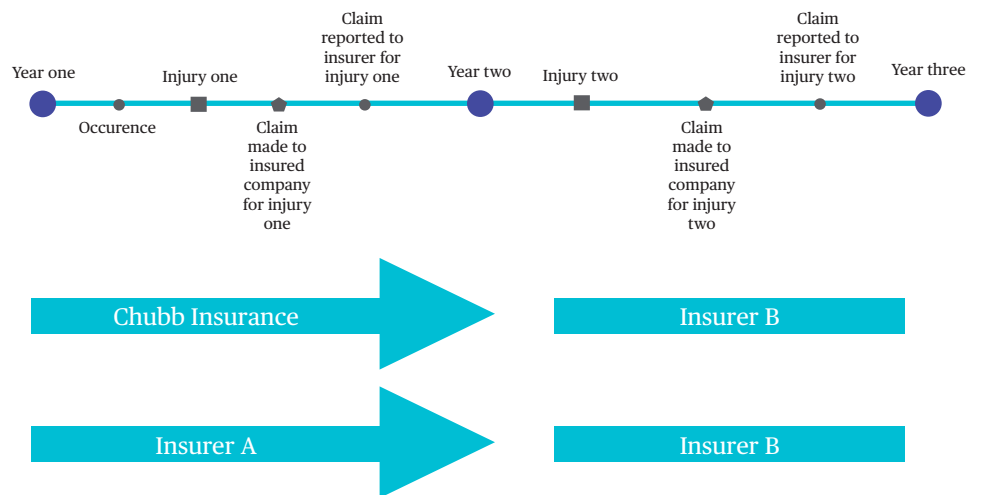 Year one
Occurence
Injury one
Claim
made to
insured
company
for injury
one
Claim
reported to
insurer for
injury one
Year two
Injury two
Claim
made to
insured
company
for injury
two
Claim
reported to
insurer for
injury two
Year three
Chubb Insurance
Insurer B
Insurer A
Insurer B